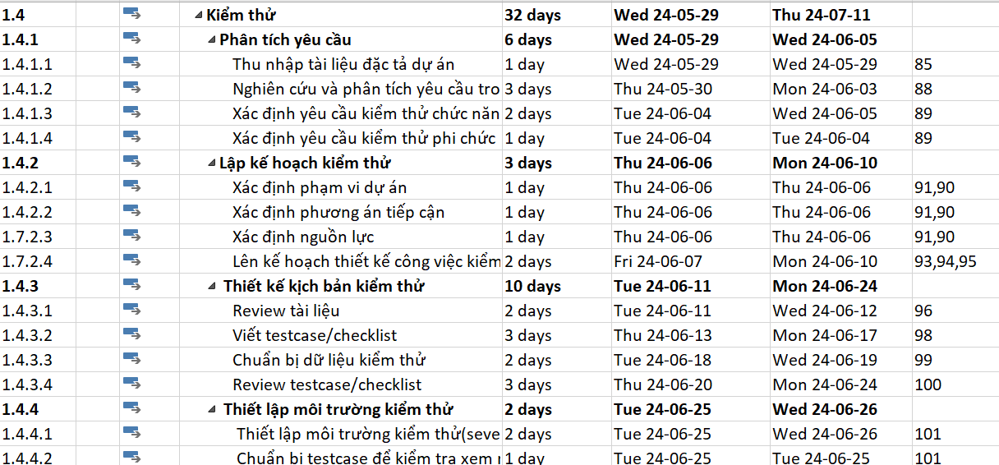 1.4 Kiểm thử 32 days Wed 24-05-29 Thu 24-07-11
1.4.1 Phân tích yêu cầu 6 days Wed 24-05-29 Wed 24-06-05
1.4.1.1 Thu nhập tài liệu đặc tả dự án 1 day Wed 24-05-29 Wed 24-05-29 85
1.4.1.2 Nghiên cứu và phân tích yêu cầu tro 3 days Thu 24-05-30 Mon 24-06-03 88
1.4.1.3 Xác định yêu cầu kiểm thử chức năn 2 days Tue 24-06-04 Wed 24-06-05 89
1.4.1.4 Xác định yêu cầu kiểm thử phi chức 1 day Tue 24-06-04 Tue 24-06-04 89
1.4.2 Lập kế hoạch kiểm thử 3 days Thu 24-06-06 Mon 24-06-10
1.4.2.1 Xác định phạm vi dự án 1 day Thu 24-06-06 Thu 24-06-06 91,90
1.4.2.2 Xác định phương án tiếp cận 1 day Thu 24-06-06 Thu 24-06-06 91,90
1.7.2.3 Xác định nguồn lực 1 day Thu 24-06-06 Thu 24-06-06 91,90
1.7.2.4 Lên kế hoạch thiết kế công việc kiểm 2 days Fri 24-06-07 Mon 24-06-10 93,94,95
1.4.3 Thiết kế kịch bản kiểm thử 10 days Tue 24-06-11 Mon 24-06-24
1.4.3.1 Review tài liệu 2 days Tue 24-06-11 Wed 24-06-12 96
1.4.3.2 Viết testcase/checklist 3 days Thu 24-06-13 Mon 24-06-17 98
1.4.3.3 Chuẩn bị dữ liệu kiểm thử 2 days Tue 24-06-18 Wed 24-06-19 99
1.4.3.4 Review testcase/checklist 3 days Thu 24-06-20 Mon 24-06-24 100
1.4.4 Thiết lập môi trường kiểm thử 2 days Tue 24-06-25 Wed 24-06-26
1.4.4.1 Thiết lập môi trường kiểm thử(seve 2 days Tue 24-06-25 Wed 24-06-26 101
1.4.4.2 Chuẩn bị testcase để kiểm tra xem 1 day Tue 24-06-25 Tue 24-06-25 101